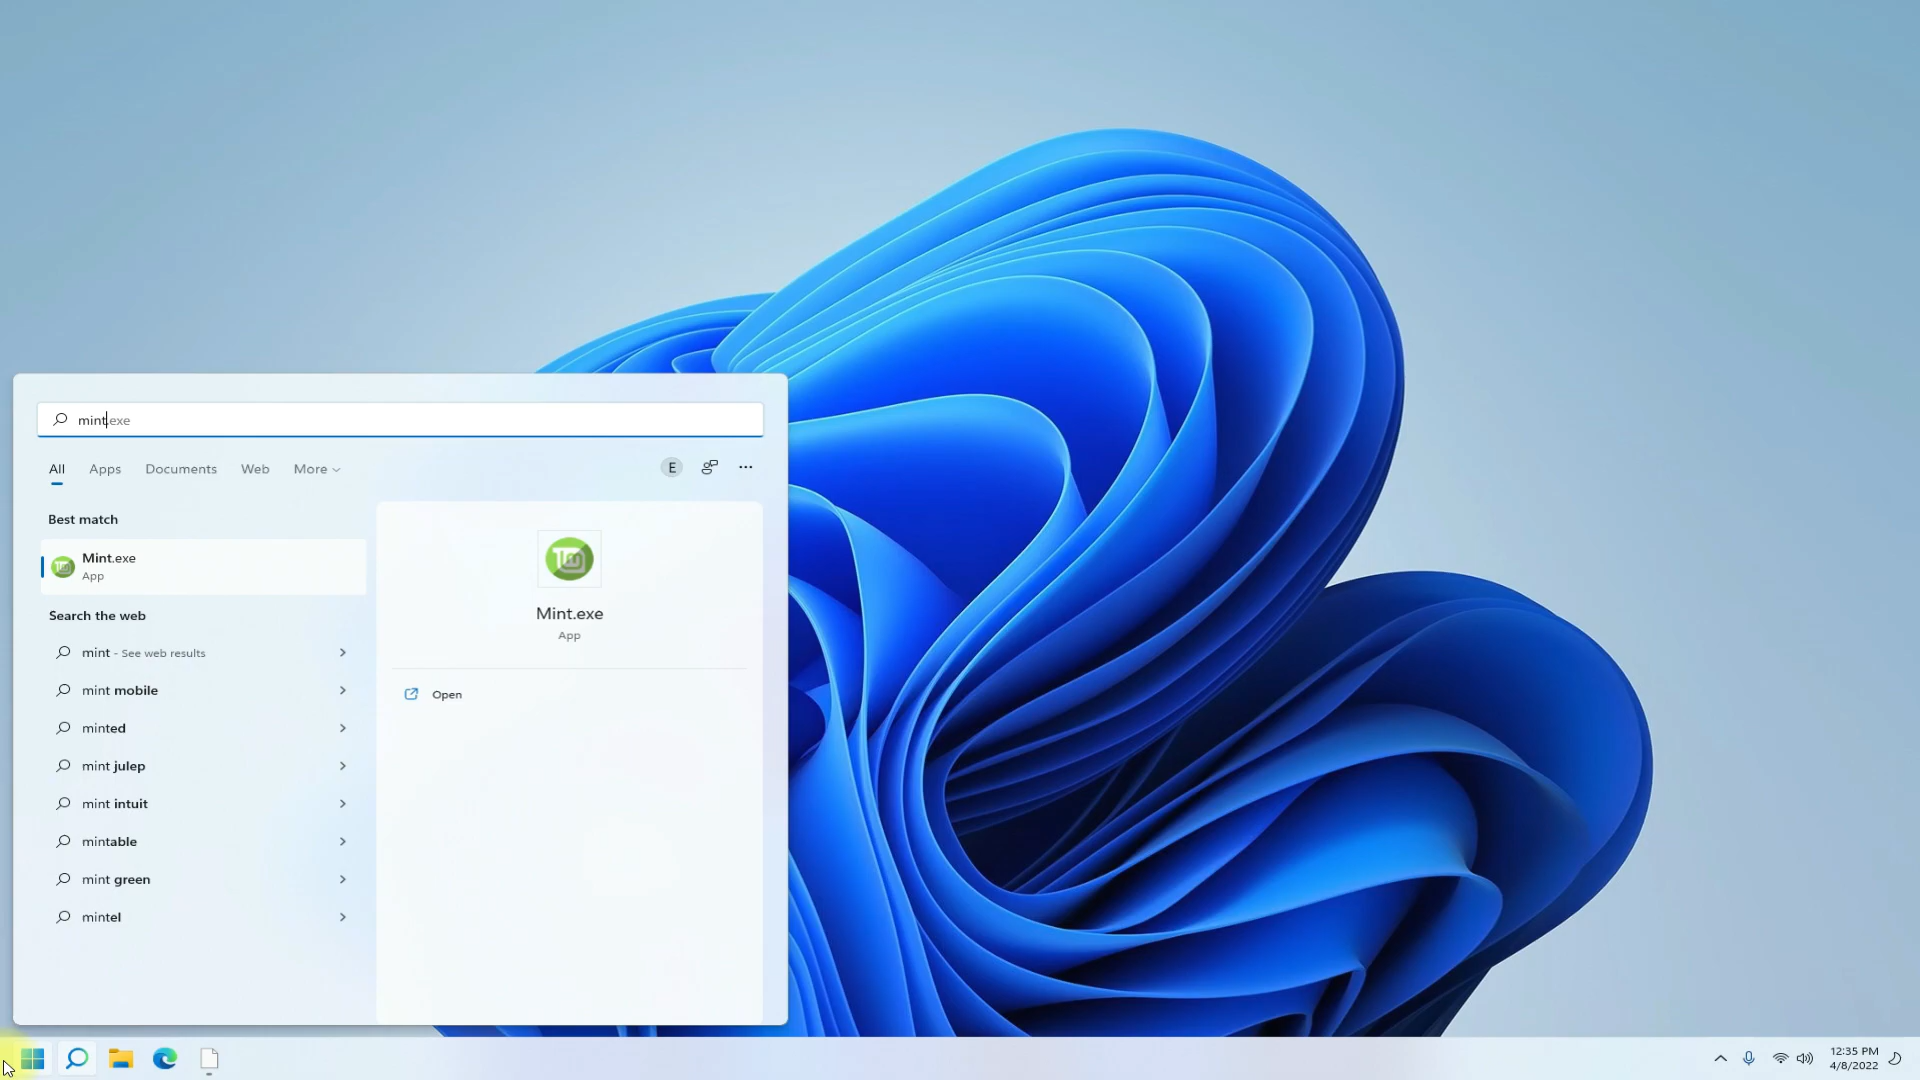 mint.exe
All Apps Documents Web More
E
Best match
Mint.exe
App
Search the web
mint - See web results
mint mobile
minted
mint julep
mint intuit
mintable
mint green
mintel
Mint.exe
App
Open
12:35 PM
4/8/2022